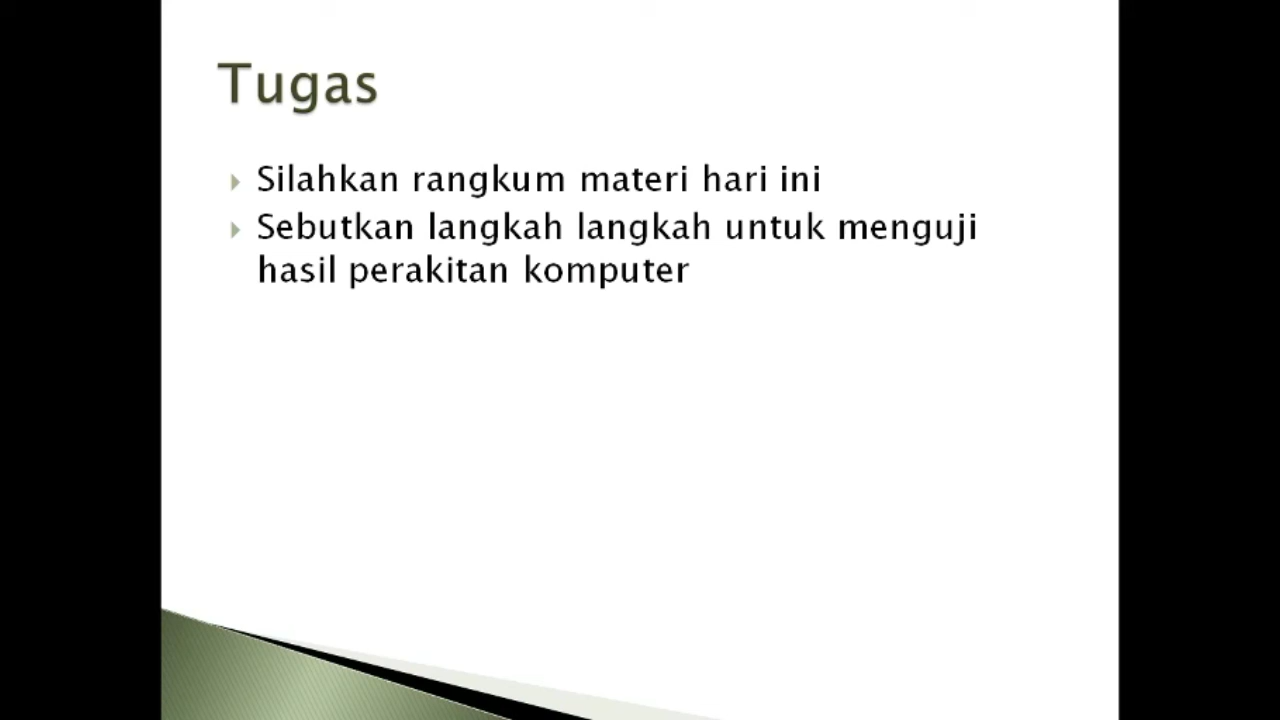 Tugas
Silahkan rangkum materi hari ini
Sebutkan langkah langkah untuk menguji
hasil perakitan komputer